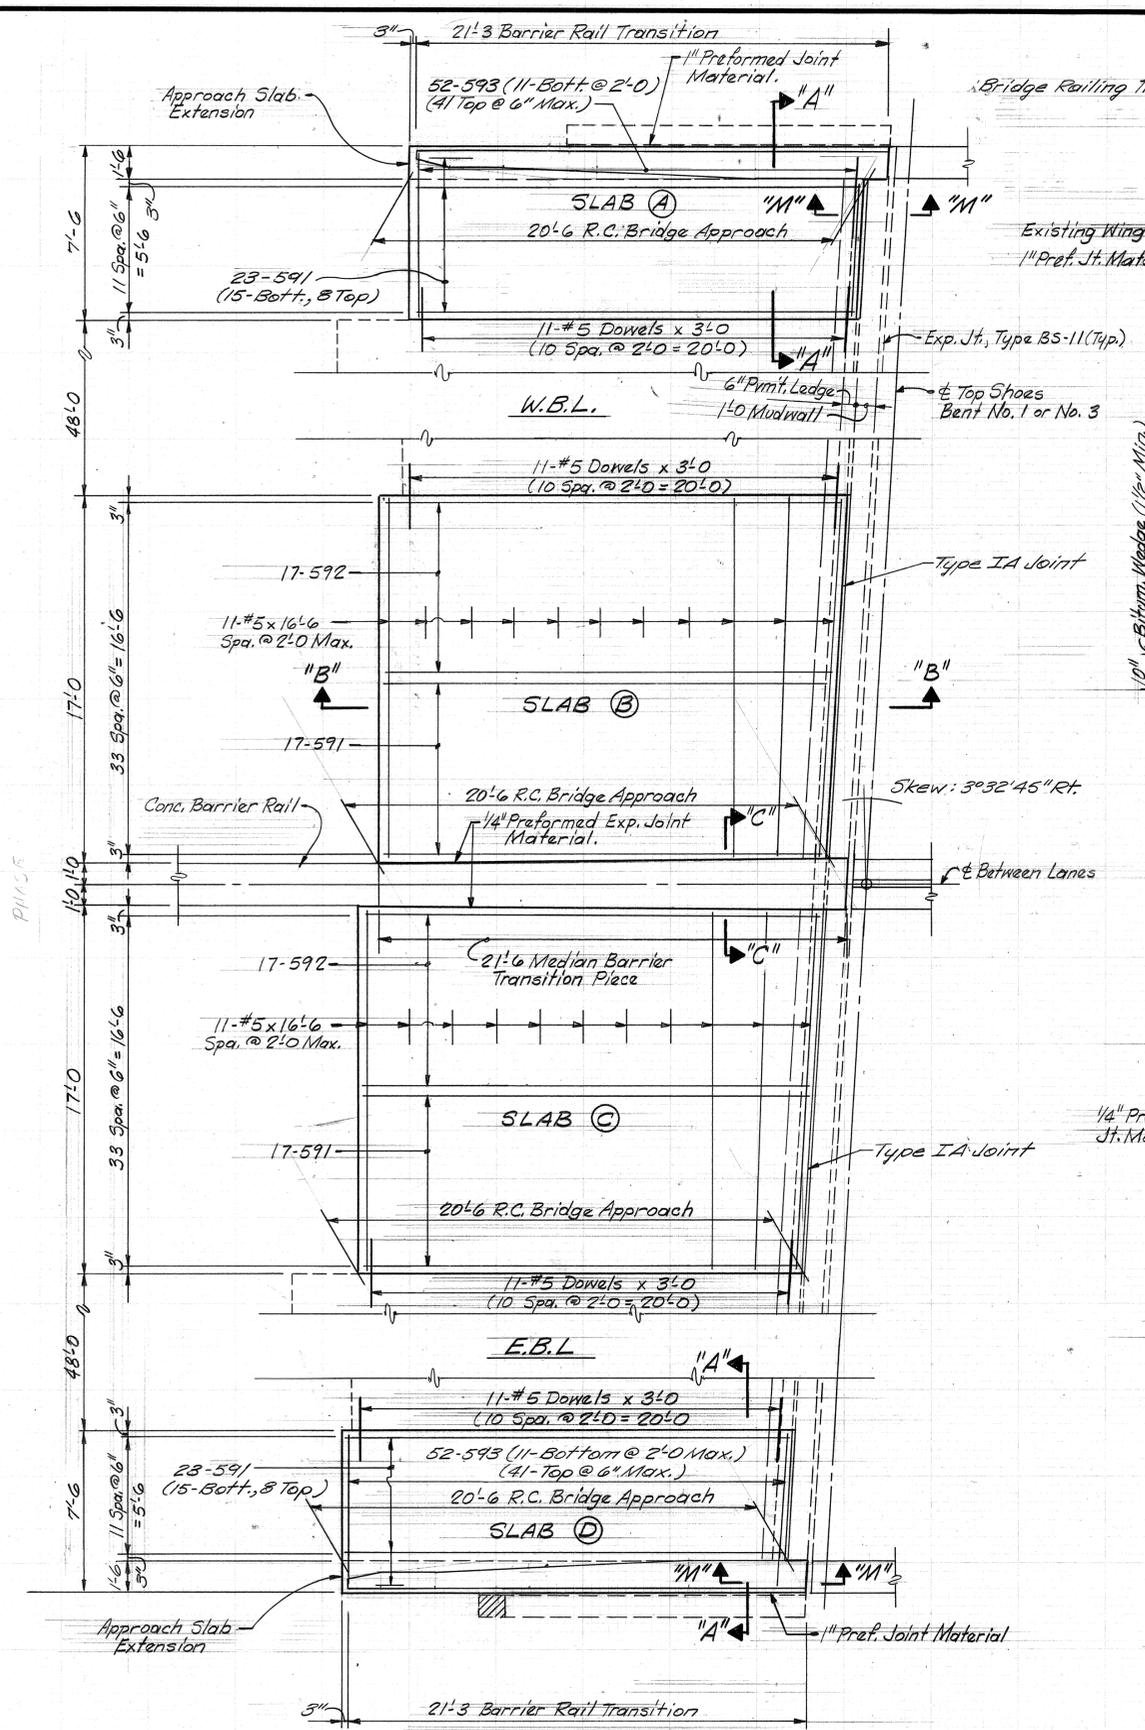 3" 21'-3 Barrier Rail Transition
1" Preformed Joint
Material.
52-593 (11-Bott. @ 2'-0)
(41 Top @ 6" Max.)
"A"
Approach Slab
Extension
1'-6
3"
7'-6
11 Spa. @ 6"
= 5'-6
3"
SLAB (A)
"M" "M"
20'-6 R.C. Bridge Approach
Existing Wing
1" Pref. Jt. Mat
23-591
(15-Bott., 8 Top)
11-#5 Dowels x 3'-0
(10 Spa. @ 2'-0 = 20'-0)
"A"
Exp. Jt., Type BS-11 (Typ.)
6" Pvm't. Ledge
1'-0 Mudwall
℄ Top Shoes
Bent No. 1 or No. 3
48'-0
W.B.L.
11-#5 Dowels x 3'-0
(10 Spa. @ 2'-0 = 20'-0)
3"
17-592
Type IA Joint
10" Bitum. Wedge (1½" Min.)
11-#5 x 16'-6
Spa. @ 2'-0 Max.
"B" "B"
17'-0
33 Spa. @ 6" = 16'-6
SLAB (B)
17-591
Skew: 3°32'45" Rt.
20'-6 R.C. Bridge Approach
Conc. Barrier Rail
1/4" Preformed Exp. Joint
Material.
"C"
3"
1'-0 1'-0
℄ Between Lanes
3"
"C"
17-592
21'-6 Median Barrier
Transition Piece
11-#5 x 16'-6
Spa. @ 2'-0 Max.
17'-0
33 Spa. @ 6" = 16'-6
SLAB (C)
1/4" Pr
Jt. Ma
17-591
Type IA Joint
20'-6 R.C. Bridge Approach
3"
11-#5 Dowels x 3'-0
(10 Spa. @ 2'-0 = 20'-0)
48'-0
E.B.L
"A"
11-#5 Dowels x 3'-0
(10 Spa. @ 2'-0 = 20'-0
3"
52-593 (11-Bottom @ 2'-0 Max.)
(41-Top @ 6" Max.)
23-591
(15-Bott., 8 Top)
20'-6 R.C. Bridge Approach
7'-6
11 Spa. @ 6"
= 5'-6
SLAB (D)
1'-6
3"
"M" "M"
Approach Slab
Extension
"A"
1" Pref. Joint Material
3" 21'-3 Barrier Rail Transition
Bridge Railing T